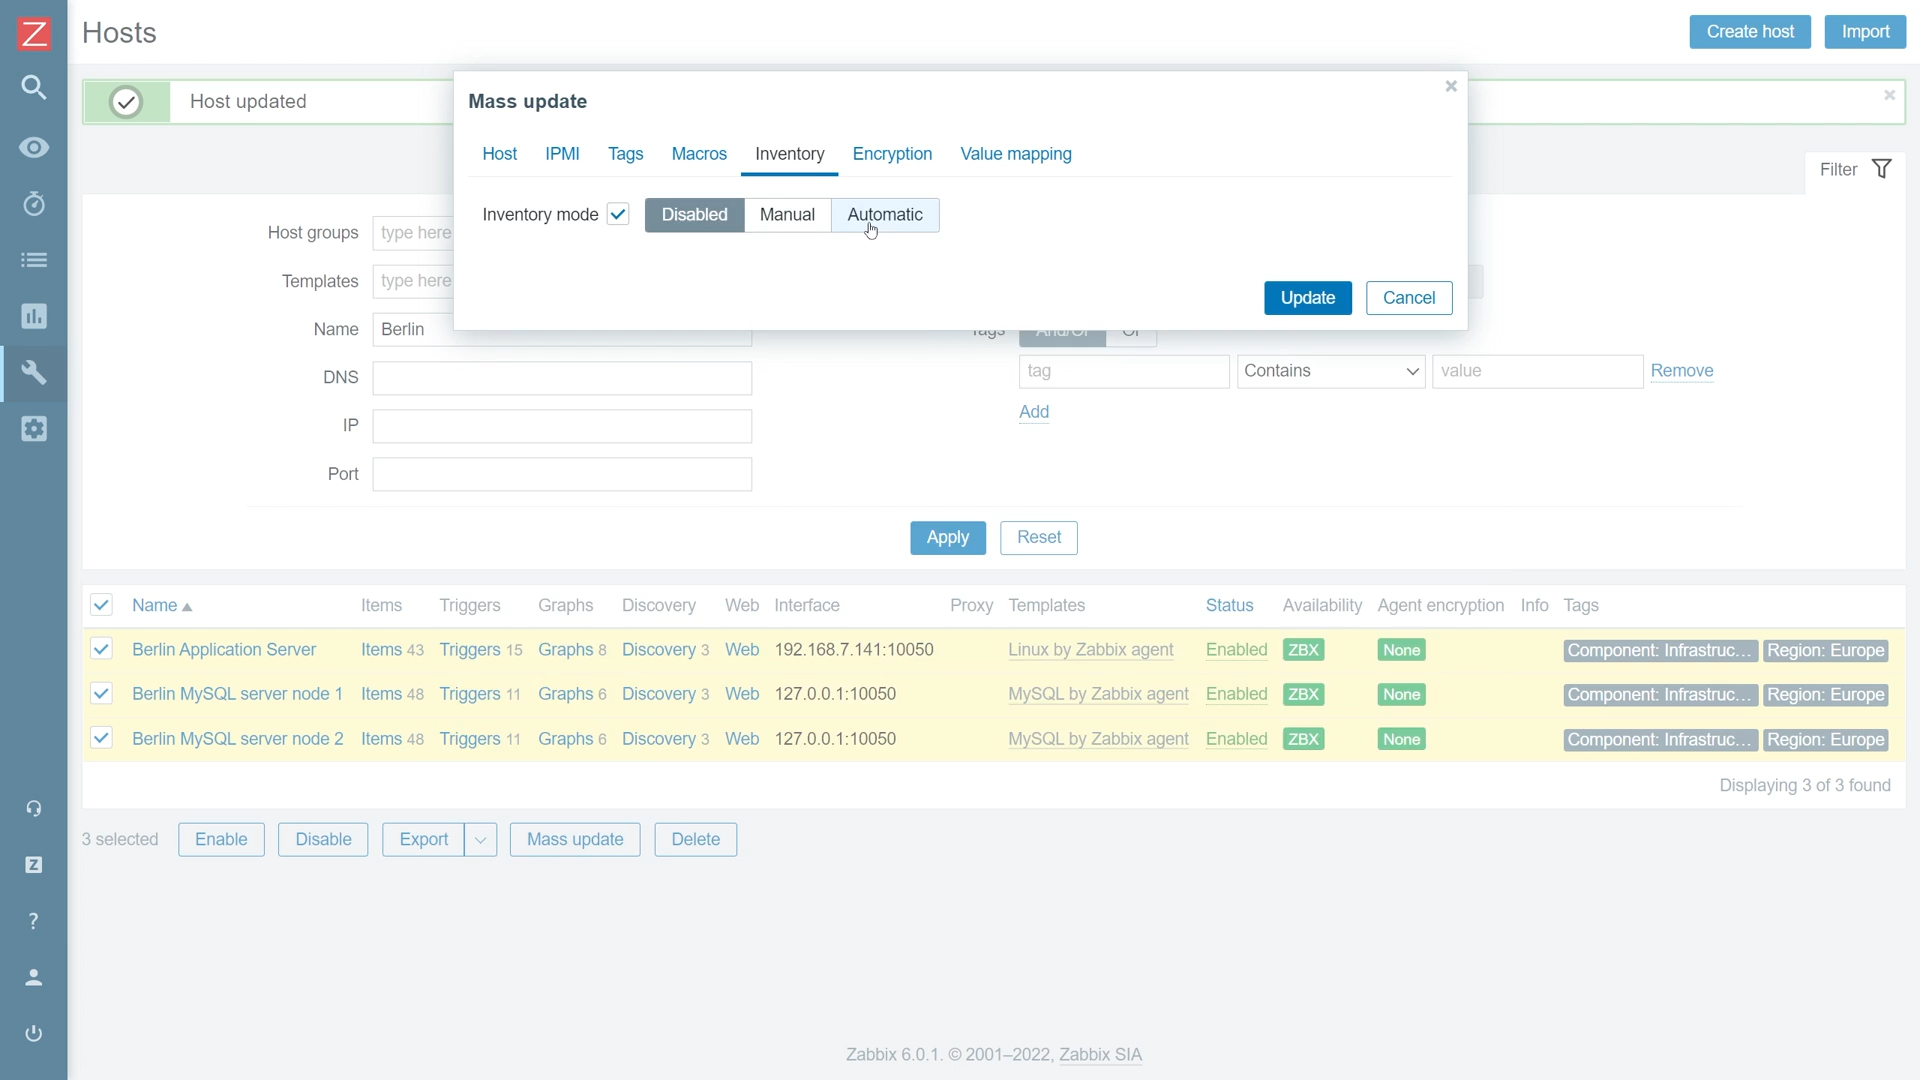 Z
Hosts
Create host
Import
Host updated
Mass update
Host IPMI Tags Macros Inventory Encryption Value mapping
Filter
Inventory mode Disabled Manual Automatic
Host groups type here
Templates type here
Update Cancel
Name Berlin
Tags And/Or Or
DNS
tag Contains value Remove
Add
IP
Port
Apply Reset
Name Items Triggers Graphs Discovery Web Interface Proxy Templates Status Availability Agent encryption Info Tags
Berlin Application Server Items 43 Triggers 15 Graphs 8 Discovery 3 Web 192.168.7.141:10050 Linux by Zabbix agent Enabled ZBX None Component: Infrastruc... Region: Europe
Berlin MySQL server node 1 Items 48 Triggers 11 Graphs 6 Discovery 3 Web 127.0.0.1:10050 MySQL by Zabbix agent Enabled ZBX None Component: Infrastruc... Region: Europe
Berlin MySQL server node 2 Items 48 Triggers 11 Graphs 6 Discovery 3 Web 127.0.0.1:10050 MySQL by Zabbix agent Enabled ZBX None Component: Infrastruc... Region: Europe
Displaying 3 of 3 found
3 selected Enable Disable Export Mass update Delete
Z
?
Zabbix 6.0.1. © 2001–2022, Zabbix SIA